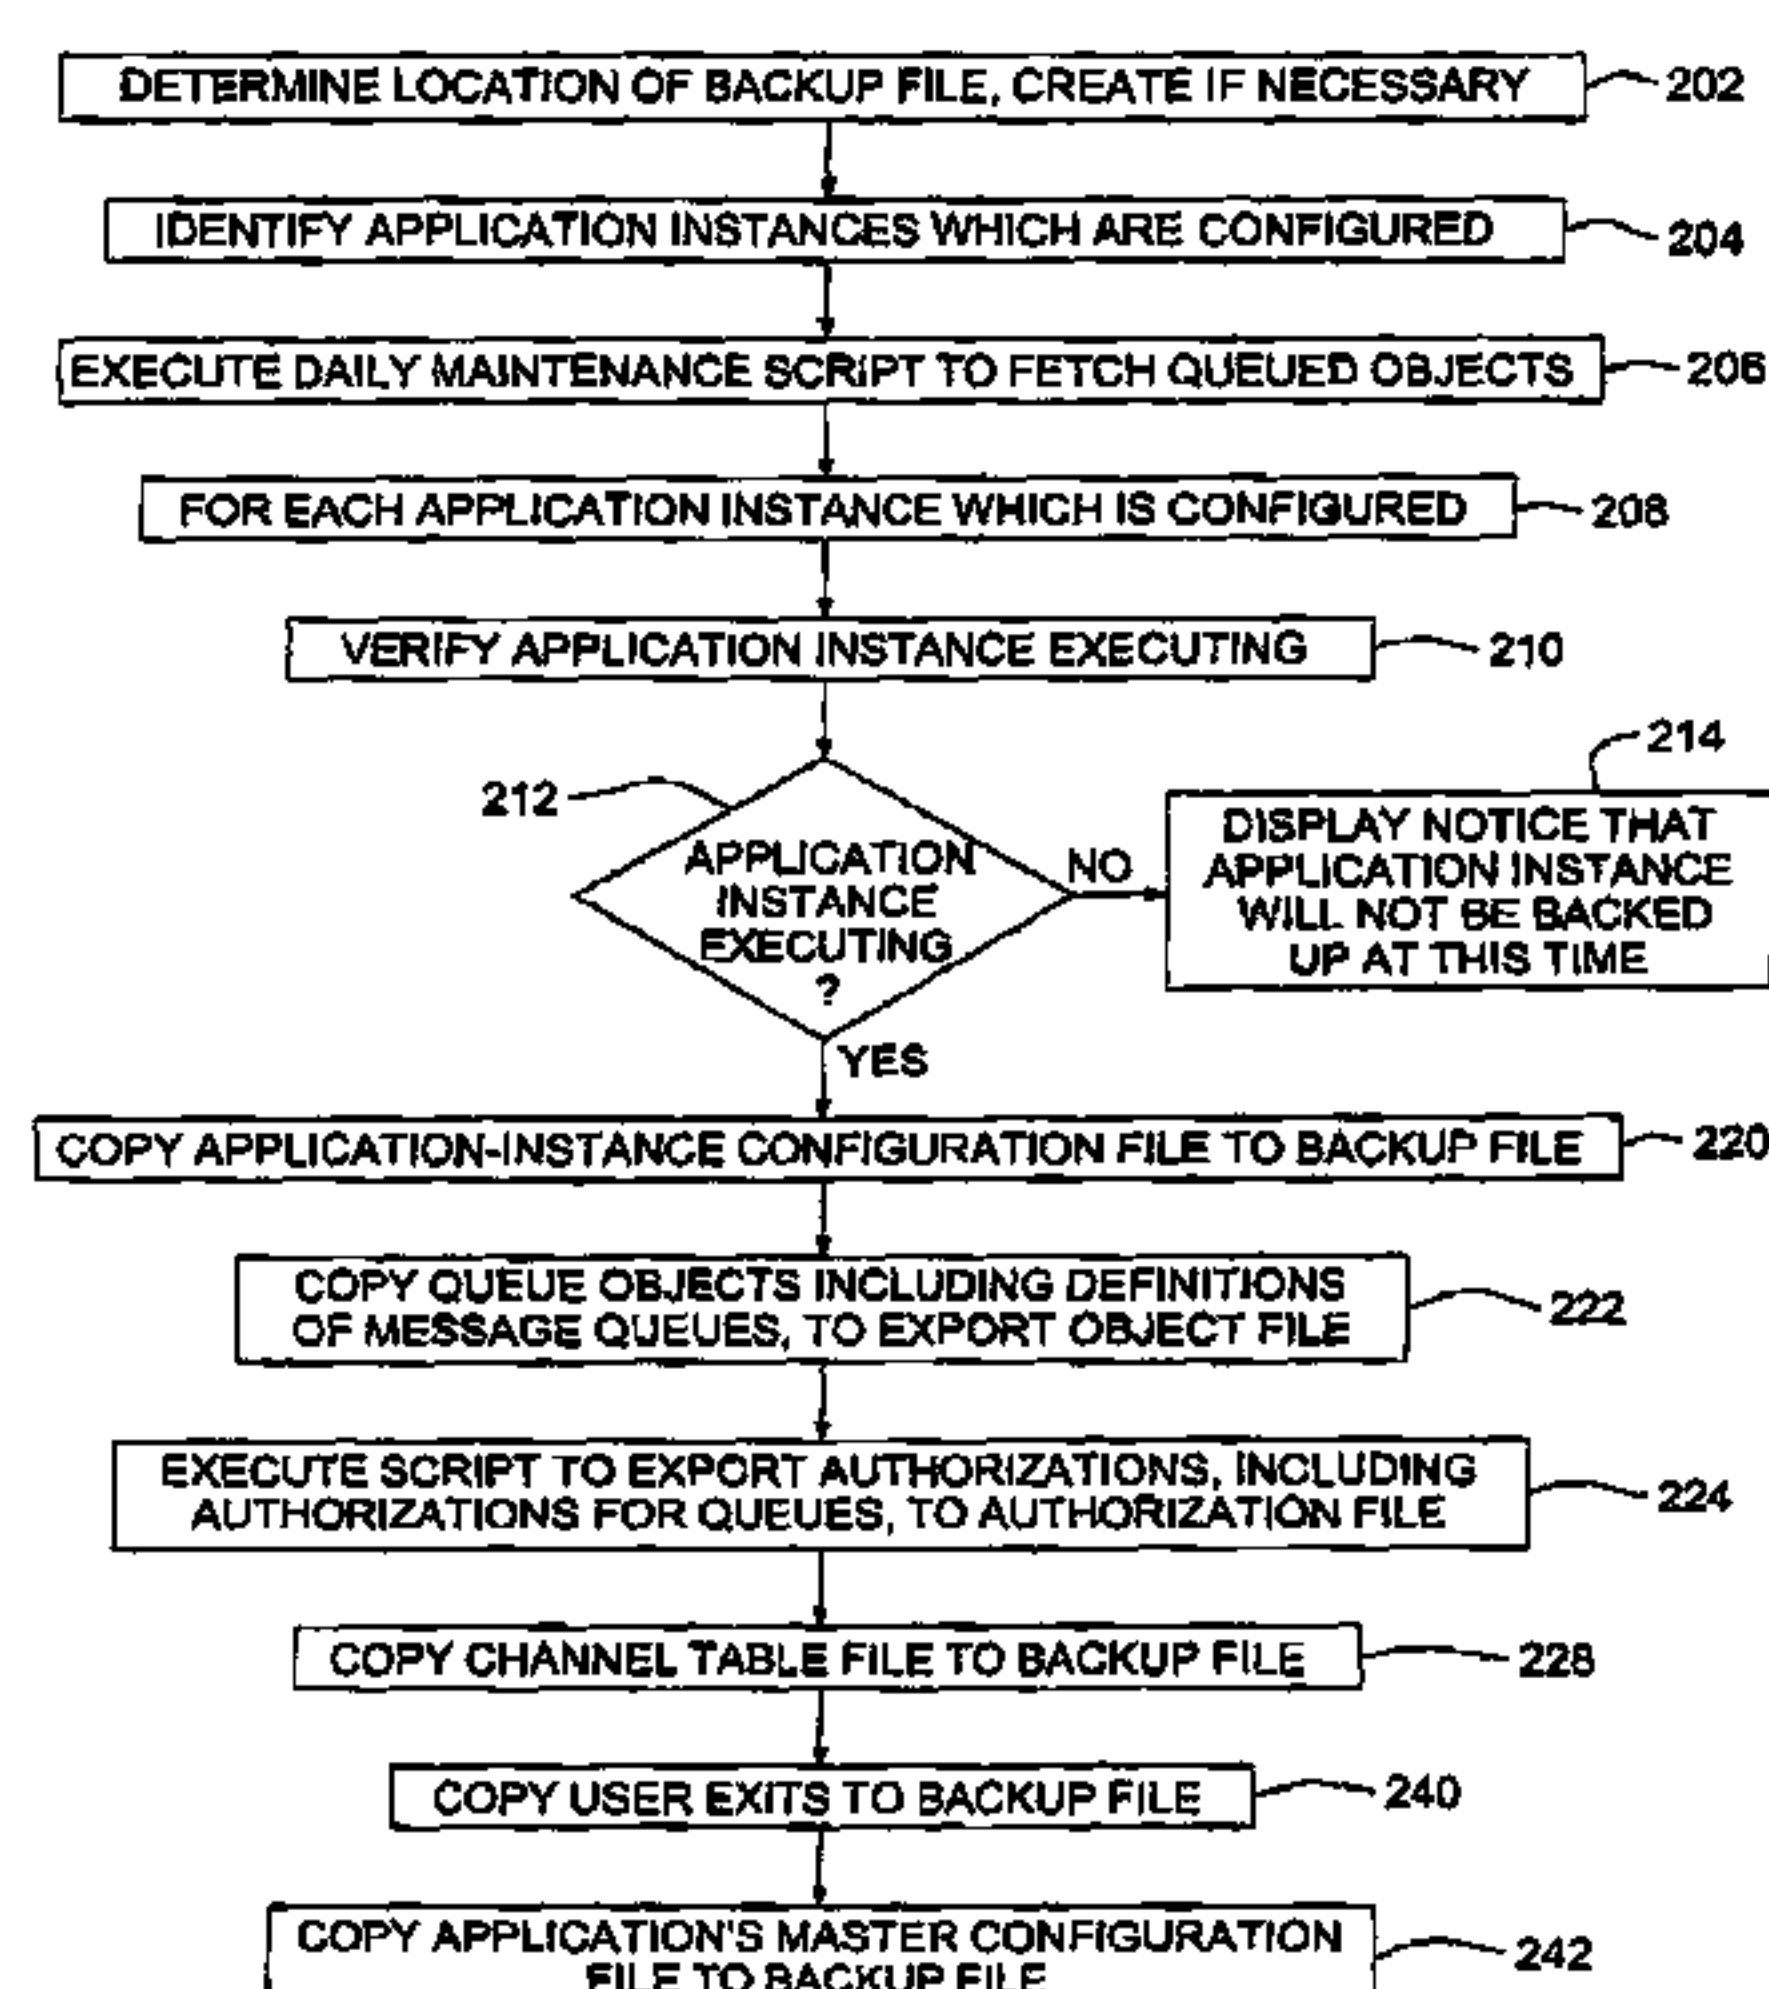 DETERMINE LOCATION OF BACKUP FILE, CREATE IF NECESSARY
202
IDENTIFY APPLICATION INSTANCES WHICH ARE CONFIGURED
204
EXECUTE DAILY MAINTENANCE SCRIPT TO FETCH QUEUED OBJECTS
206
FOR EACH APPLICATION INSTANCE WHICH IS CONFIGURED
208
VERIFY APPLICATION INSTANCE EXECUTING
210
212
APPLICATION
INSTANCE
EXECUTING
?
NO
214
DISPLAY NOTICE THAT
APPLICATION INSTANCE
WILL NOT BE BACKED
UP AT THIS TIME
YES
COPY APPLICATION-INSTANCE CONFIGURATION FILE TO BACKUP FILE
220
COPY QUEUE OBJECTS INCLUDING DEFINITIONS
OF MESSAGE QUEUES, TO EXPORT OBJECT FILE
222
EXECUTE SCRIPT TO EXPORT AUTHORIZATIONS, INCLUDING
AUTHORIZATIONS FOR QUEUES, TO AUTHORIZATION FILE
224
COPY CHANNEL TABLE FILE TO BACKUP FILE
228
COPY USER EXITS TO BACKUP FILE
240
COPY APPLICATION'S MASTER CONFIGURATION
FILE TO BACKUP FILE
242